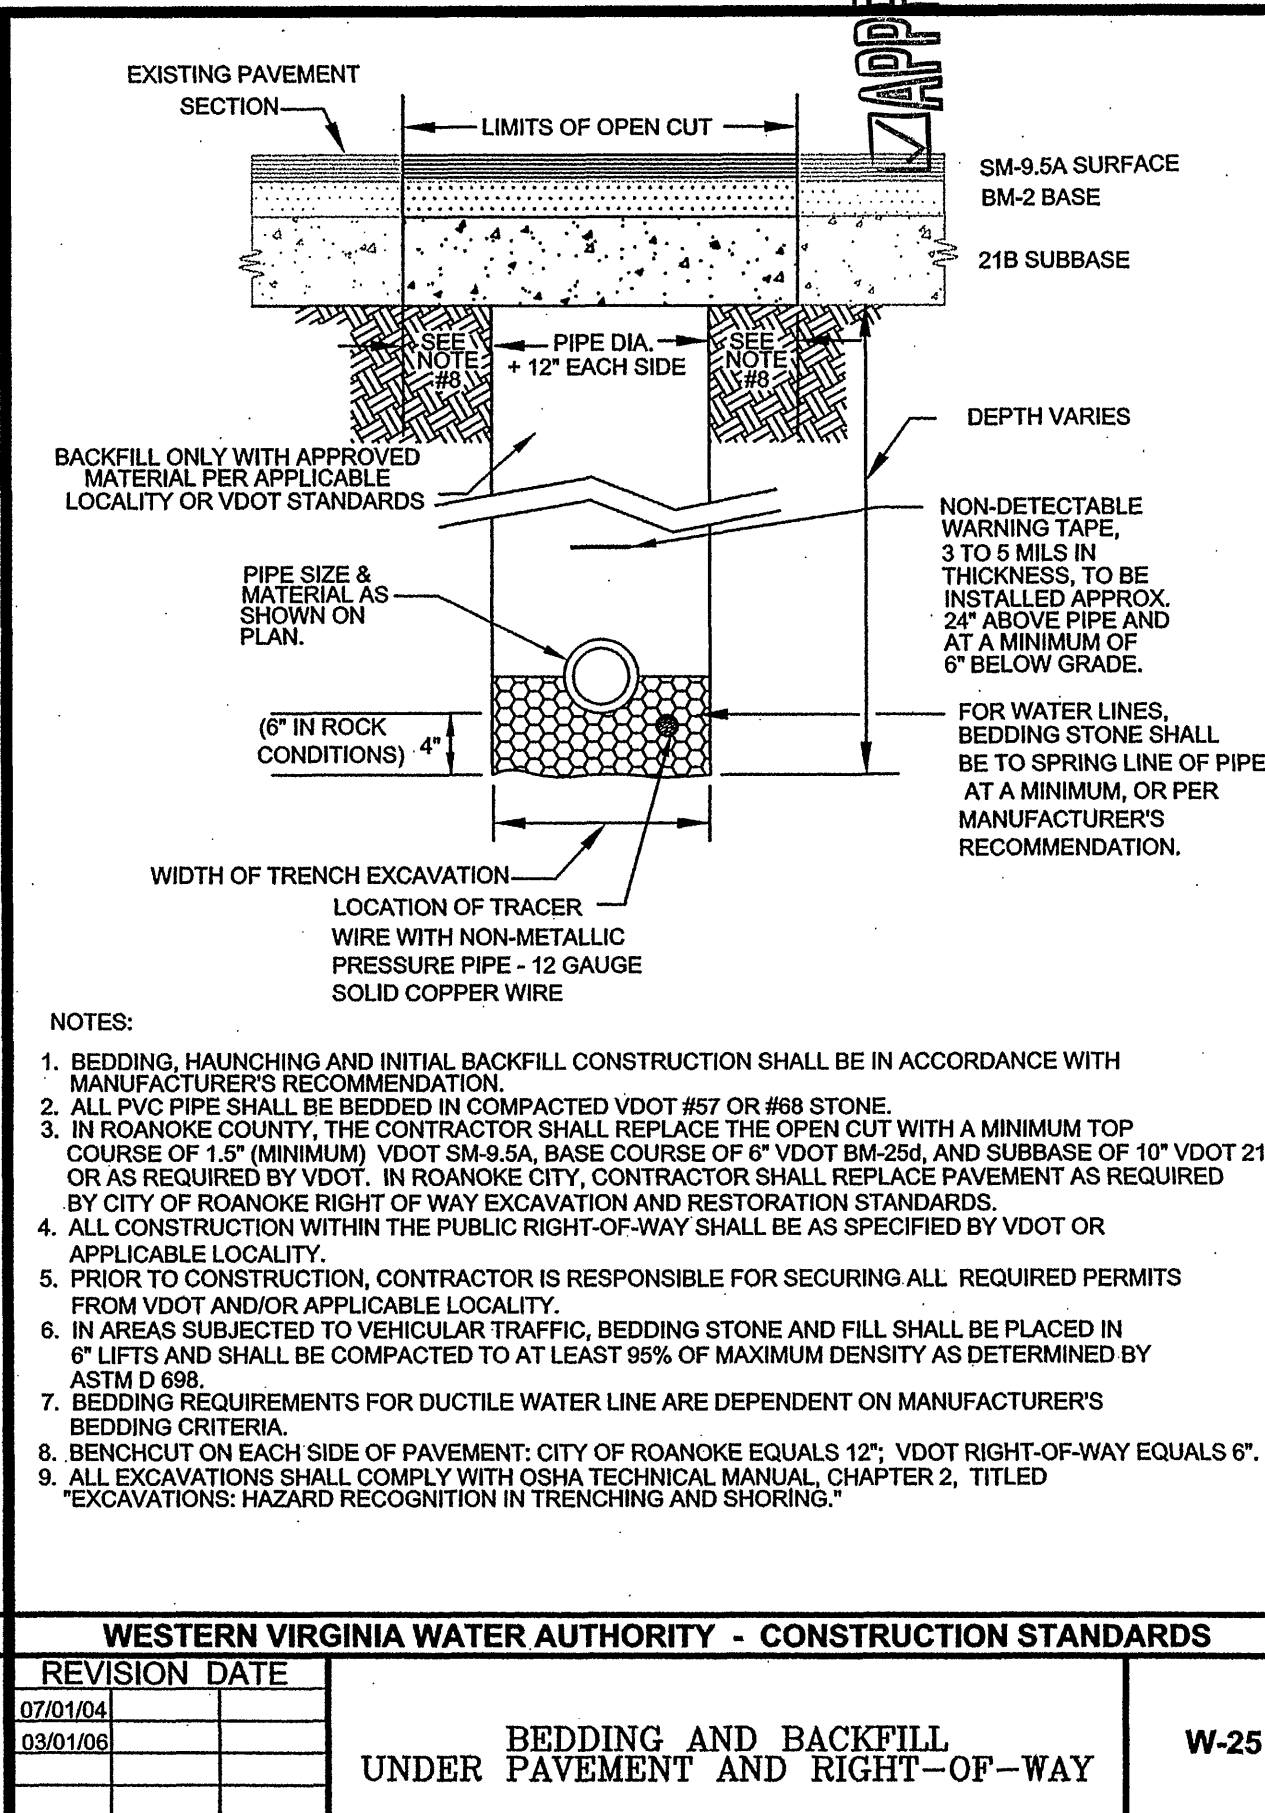 APP
EXISTING PAVEMENT
SECTION
LIMITS OF OPEN CUT
SM-9.5A SURFACE
BM-2 BASE
21B SUBBASE
SEE
NOTE
#8
PIPE DIA.
+ 12" EACH SIDE
SEE
NOTE
#8
DEPTH VARIES
BACKFILL ONLY WITH APPROVED
MATERIAL PER APPLICABLE
LOCALITY OR VDOT STANDARDS
NON-DETECTABLE
WARNING TAPE,
3 TO 5 MILS IN
THICKNESS, TO BE
INSTALLED APPROX.
24" ABOVE PIPE AND
AT A MINIMUM OF
6" BELOW GRADE.
PIPE SIZE &
MATERIAL AS
SHOWN ON
PLAN.
(6" IN ROCK
CONDITIONS)
4"
FOR WATER LINES,
BEDDING STONE SHALL
BE TO SPRING LINE OF PIPE
AT A MINIMUM, OR PER
MANUFACTURER'S
RECOMMENDATION.
WIDTH OF TRENCH EXCAVATION
LOCATION OF TRACER
WIRE WITH NON-METALLIC
PRESSURE PIPE - 12 GAUGE
SOLID COPPER WIRE
NOTES:
1. BEDDING, HAUNCHING AND INITIAL BACKFILL CONSTRUCTION SHALL BE IN ACCORDANCE WITH
MANUFACTURER'S RECOMMENDATION.
2. ALL PVC PIPE SHALL BE BEDDED IN COMPACTED VDOT #57 OR #68 STONE.
3. IN ROANOKE COUNTY, THE CONTRACTOR SHALL REPLACE THE OPEN CUT WITH A MINIMUM TOP
COURSE OF 1.5" (MINIMUM) VDOT SM-9.5A, BASE COURSE OF 6" VDOT BM-25d, AND SUBBASE OF 10" VDOT 21
OR AS REQUIRED BY VDOT. IN ROANOKE CITY, CONTRACTOR SHALL REPLACE PAVEMENT AS REQUIRED
BY CITY OF ROANOKE RIGHT OF WAY EXCAVATION AND RESTORATION STANDARDS.
4. ALL CONSTRUCTION WITHIN THE PUBLIC RIGHT-OF-WAY SHALL BE AS SPECIFIED BY VDOT OR
APPLICABLE LOCALITY.
5. PRIOR TO CONSTRUCTION, CONTRACTOR IS RESPONSIBLE FOR SECURING ALL REQUIRED PERMITS
FROM VDOT AND/OR APPLICABLE LOCALITY.
6. IN AREAS SUBJECTED TO VEHICULAR TRAFFIC, BEDDING STONE AND FILL SHALL BE PLACED IN
6" LIFTS AND SHALL BE COMPACTED TO AT LEAST 95% OF MAXIMUM DENSITY AS DETERMINED BY
ASTM D 698.
7. BEDDING REQUIREMENTS FOR DUCTILE WATER LINE ARE DEPENDENT ON MANUFACTURER'S
BEDDING CRITERIA.
8. BENCHCUT ON EACH SIDE OF PAVEMENT: CITY OF ROANOKE EQUALS 12"; VDOT RIGHT-OF-WAY EQUALS 6".
9. ALL EXCAVATIONS SHALL COMPLY WITH OSHA TECHNICAL MANUAL, CHAPTER 2, TITLED
"EXCAVATIONS: HAZARD RECOGNITION IN TRENCHING AND SHORING."
WESTERN VIRGINIA WATER AUTHORITY - CONSTRUCTION STANDARDS
REVISION DATE
07/01/04
03/01/06
BEDDING AND BACKFILL
UNDER PAVEMENT AND RIGHT-OF-WAY
W-25